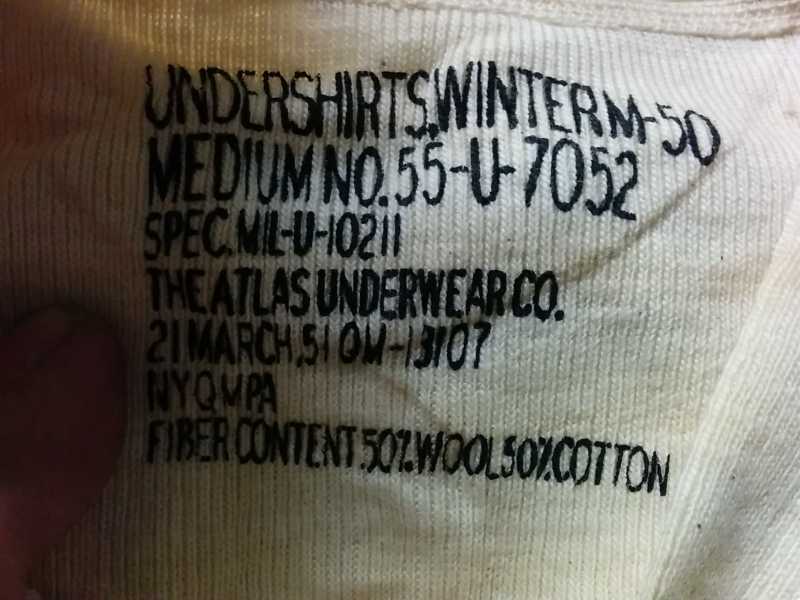 UNDERSHIRTS,WINTER M-50
MEDIUM NO.55-U-7052
SPEC.MIL-U-10211
THE ATLAS UNDERWEAR CO.
21 MARCH,51 QM-13107
NYQMPA
FIBER CONTENT.50%.WOOL50%COTTON